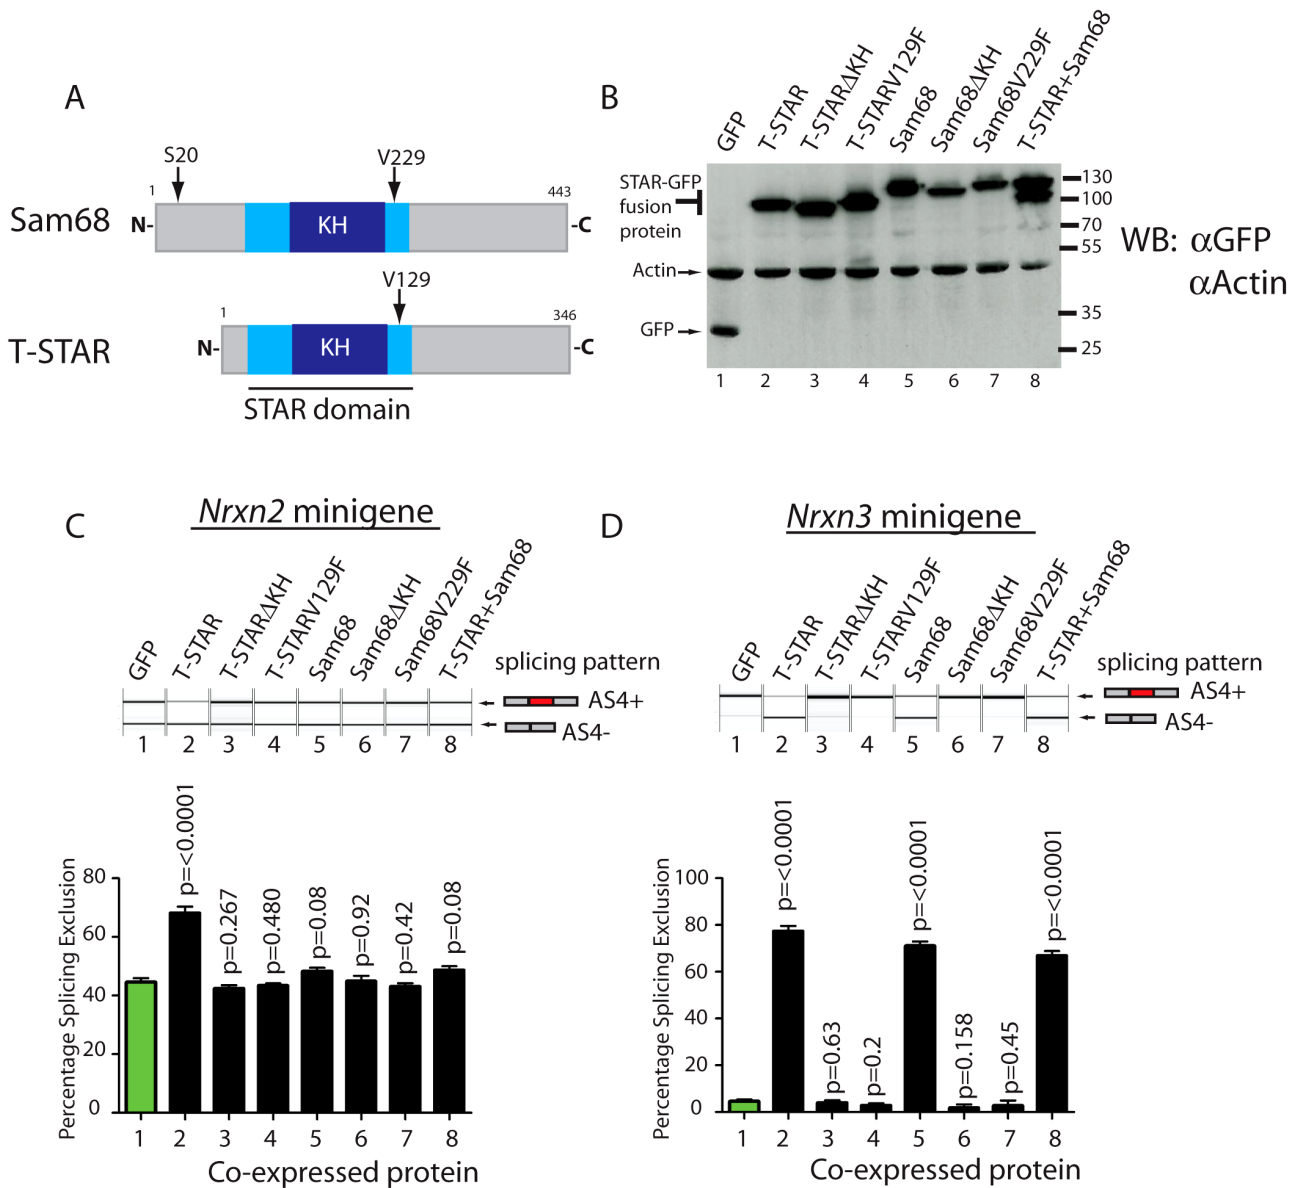 A
S20
V229
1
443
Sam68
N-
KH
-C
V129
1
346
T-STAR
N-
KH
-C
STAR domain
B
GFP
T-STAR
T-STARΔKH
T-STARV129F
Sam68
Sam68ΔKH
Sam68V229F
T-STAR+Sam68
STAR-GFP
fusion
protein
Actin
GFP
130
100
70
55
35
25
WB: αGFP
αActin
1 2 3 4 5 6 7 8
C
Nrxn2 minigene
GFP
T-STAR
T-STARΔKH
T-STARV129F
Sam68
Sam68ΔKH
Sam68V229F
T-STAR+Sam68
splicing pattern
AS4+
AS4-
1 2 3 4 5 6 7 8
Percentage Splicing Exclusion
80
60
40
20
0
p=<0.0001
p=0.267
p=0.480
p=0.08
p=0.92
p=0.42
p=0.08
1 2 3 4 5 6 7 8
Co-expressed protein
D
Nrxn3 minigene
GFP
T-STAR
T-STARΔKH
T-STARV129F
Sam68
Sam68ΔKH
Sam68V229F
T-STAR+Sam68
splicing pattern
AS4+
AS4-
1 2 3 4 5 6 7 8
Percentage Splicing Exclusion
100
80
60
40
20
0
p=<0.0001
p=0.63
p=0.2
p=<0.0001
p=0.158
p=0.45
p=<0.0001
1 2 3 4 5 6 7 8
Co-expressed protein